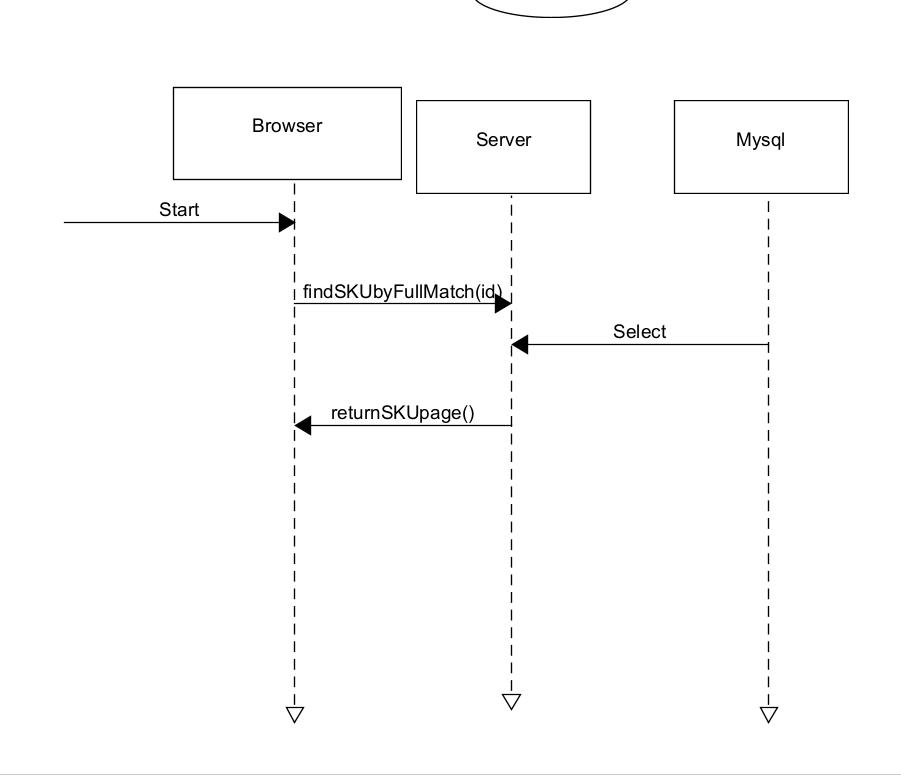 Browser
Server
Mysql
Start
findSKUbyFullMatch(id)
Select
returnSKUpage()